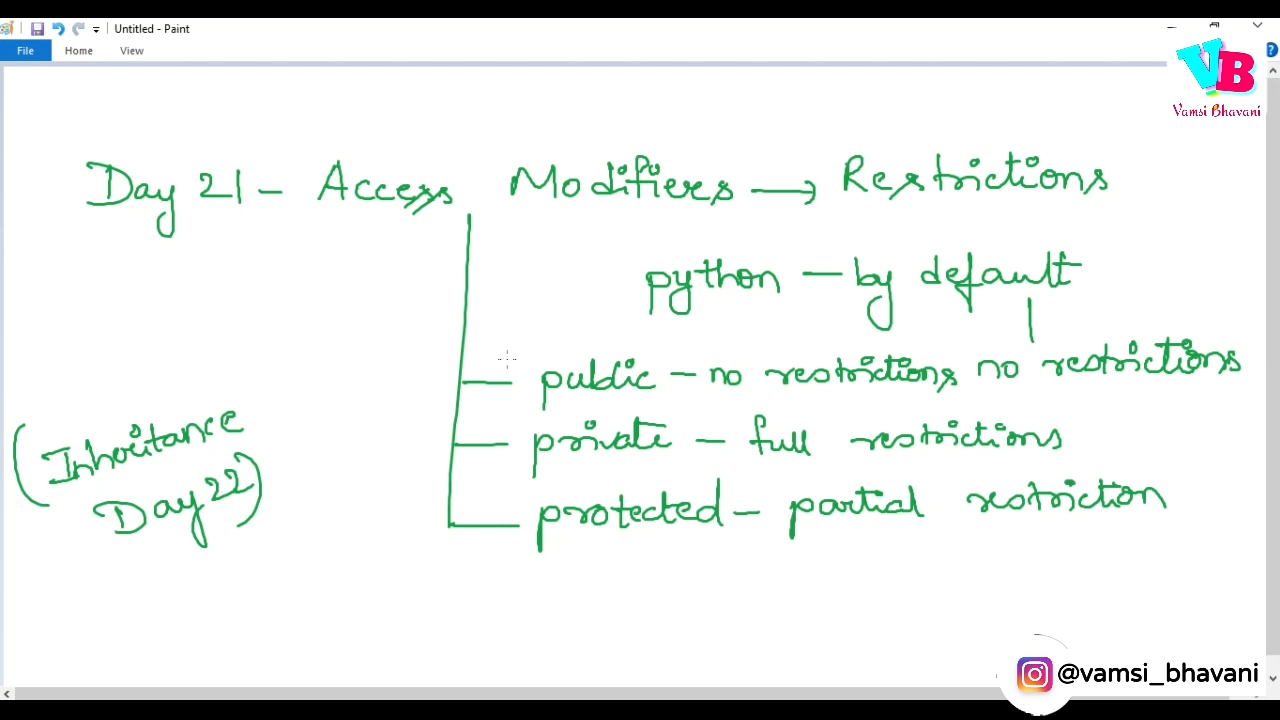 Untitled - Paint
File Home View
VB
Vamsi Bhavani
Day 21 - Access Modifiers → Restrictions
python - by default
public - no restrictions no restrictions
private - full restrictions
protected - partial restriction
(Inheritance
Day 22)
@vamsi_bhavani